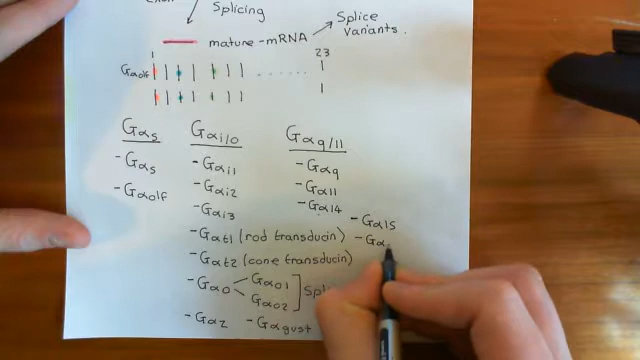 Splicing
Splice
mature-mRNA
Variants.
1 23
Gαolf
Gαs Gαi/o Gαq/11
- Gαs - Gαi1 - Gαq
- Gαolf - Gαi2 - Gα11
- Gαi3 - Gα14
- Gα15
- Gαt1 (rod transducin) - Gα
- Gαt2 (cone transducin)
- Gαo Gαo1
Gαo2
- Gαz - Gαgust